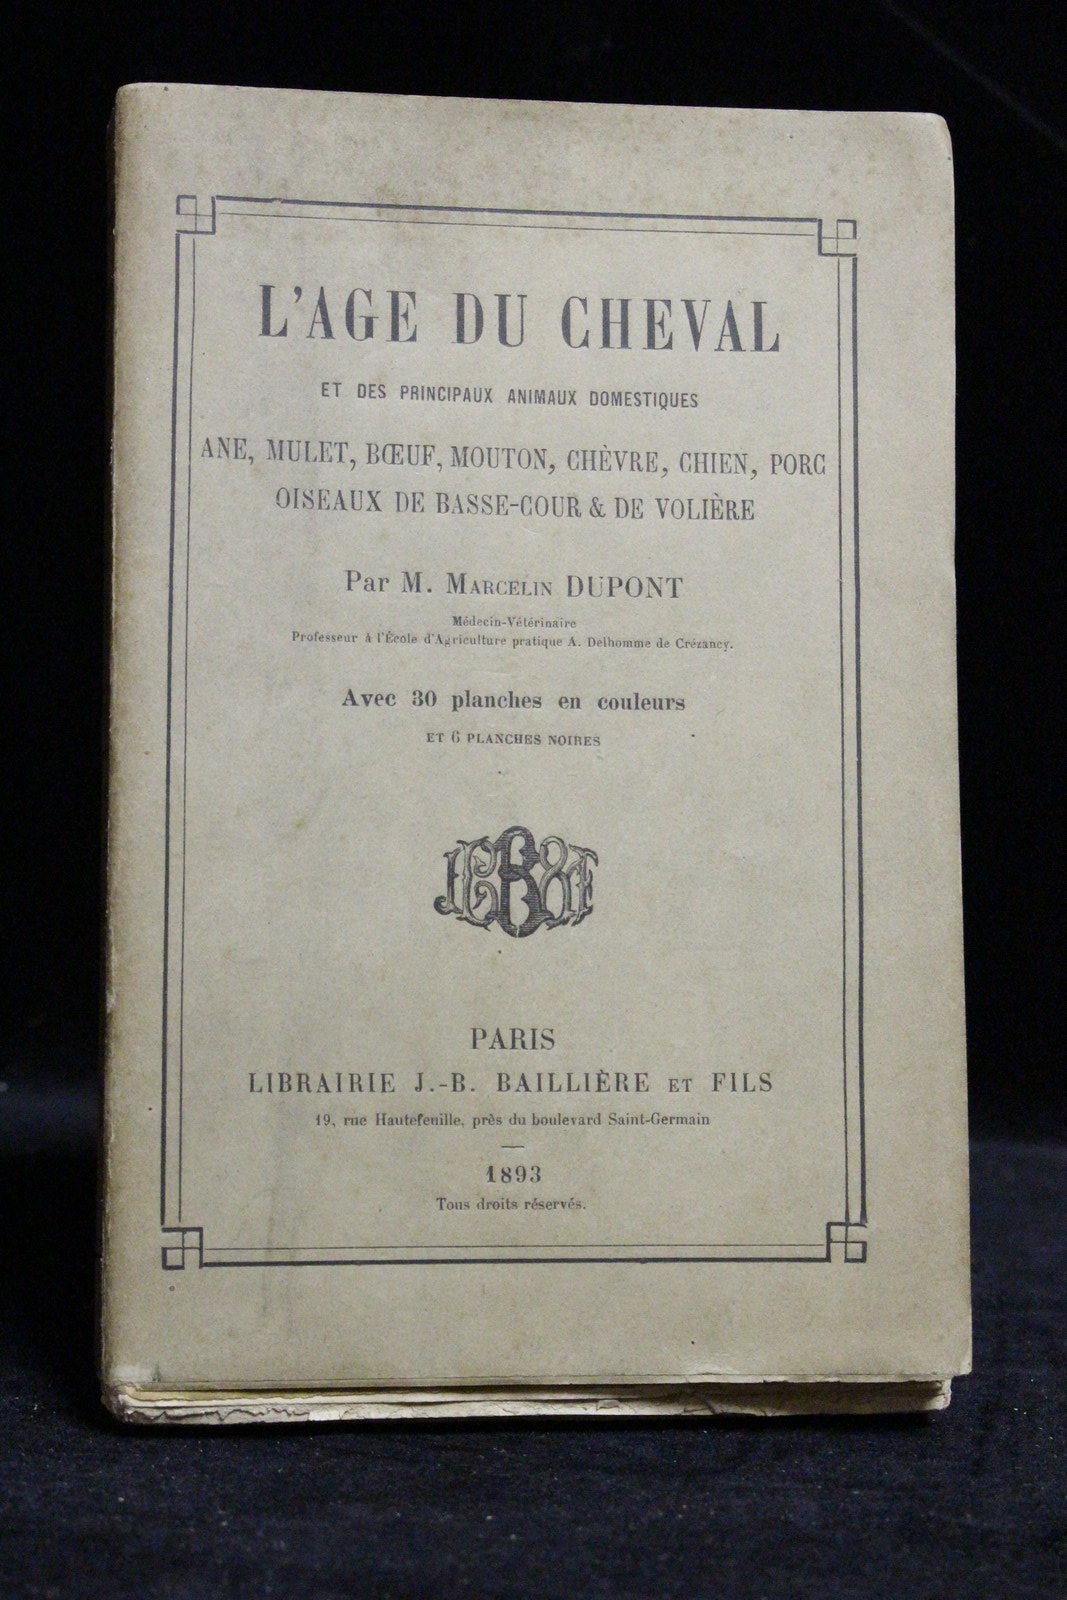 L'AGE DU CHEVAL
ET DES PRINCIPAUX ANIMAUX DOMESTIQUES
ANE, MULET, BŒUF, MOUTON, CHÈVRE, CHIEN, PORC
OISEAUX DE BASSE-COUR & DE VOLIÈRE
Par M. MARCELIN DUPONT
Médecin-Vétérinaire
Professeur à l'École d'Agriculture pratique A. Delhomme de Crézancy.
Avec 30 planches en couleurs
ET 6 PLANCHES NOIRES
PARIS
LIBRAIRIE J.-B. BAILLIÈRE ET FILS
19, rue Hautefeuille, près du boulevard Saint-Germain
1893
Tous droits réservés.